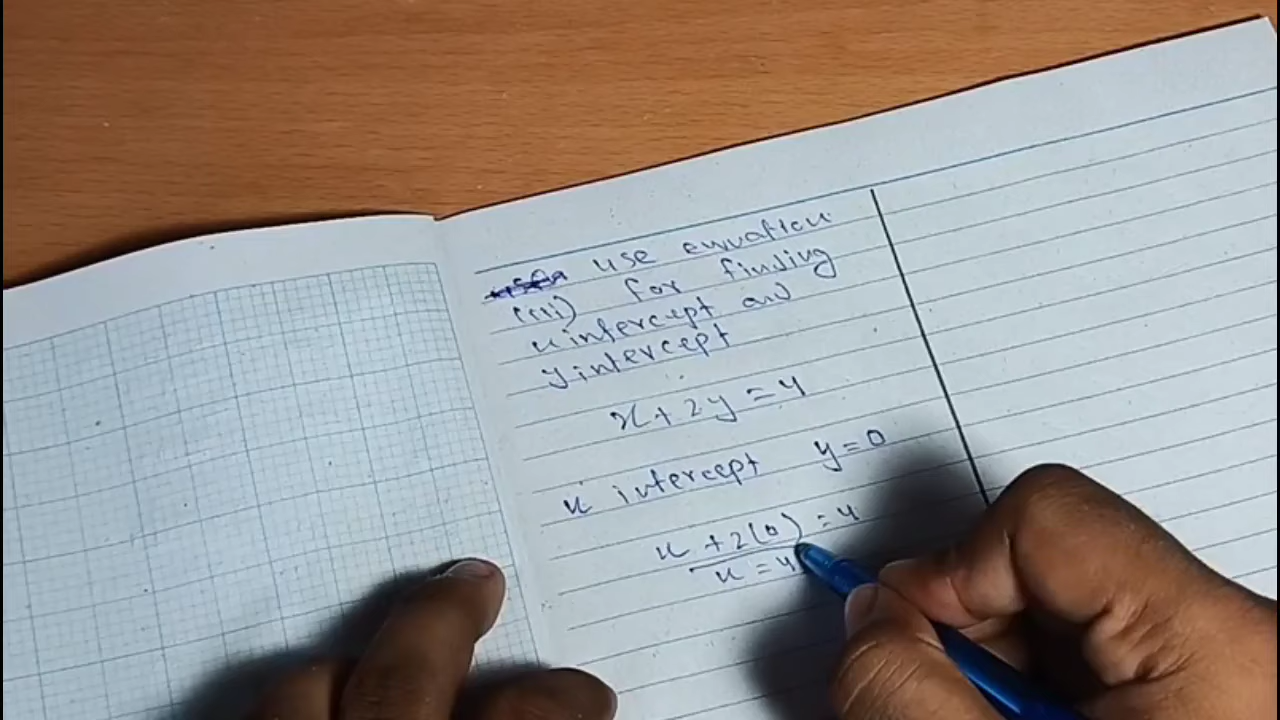 use equation
(iii) for finding
x intercept and
y intercept
x + 2y = 4
x intercept y = 0
x + 2(0) = 4
x = 4